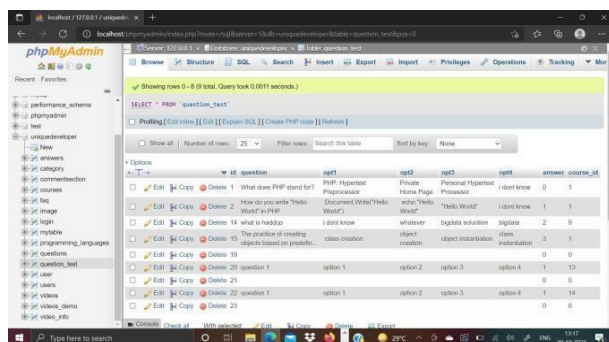 localhost / 127.0.0.1 / uniquede
localhost/phpmyadmin/index.php?route=/sql&server=1&db=uniquedeveloper&table=question_test&pos=0
phpMyAdmin
Server: 127.0.0.1 » Database: uniquedeveloper » Table: question_test
Browse Structure SQL Search Insert Export Import Privileges Operations Tracking Mor
Recent Favorites
Showing rows 0 - 8 (9 total, Query took 0.0011 seconds.)
SELECT * FROM `question_test`
Profiling [ Edit inline ] [ Edit ] [ Explain SQL ] [ Create PHP code ] [ Refresh ]
Show all Number of rows: 25 Filter rows: Search this table Sort by key: None
+ Options
performance_schema
phpmyadmin
test
uniquedeveloper
New
answers
category
commentsection
courses
faq
image
login
mytable
programming_languages
questions
question_test
user
users
videos
videos_demo
video_info
id question opt1 opt2 opt3 opt4 answer course_id
Edit Copy Delete 1 What does PHP stand for? PHP: Hypertext Preprocessor Private Home Page Personal Hypertext Processor i dont know 0 1
Edit Copy Delete 2 How do you write "Hello World" in PHP Document.Write("Hello World") echo "Hello World" "Hello World" i dont know 1 1
Edit Copy Delete 14 what is haddop i dont know whatever bigdata soluntion bigdata 2 8
Edit Copy Delete 15 The practice of creating objects based on predefin... class creation object creation object instantiation class instantiation 3 1
Edit Copy Delete 19 0 0
Edit Copy Delete 20 question 1 option 1 option 2 option 3 option 4 1 13
Edit Copy Delete 21 0 0
Edit Copy Delete 22 question 1 option 1 option 2 option 3 option 4 1 14
Edit Copy Delete 23 0 0
Console Check all With selected: Edit Copy Delete Export
Type here to search
29°C
ENG
13:17